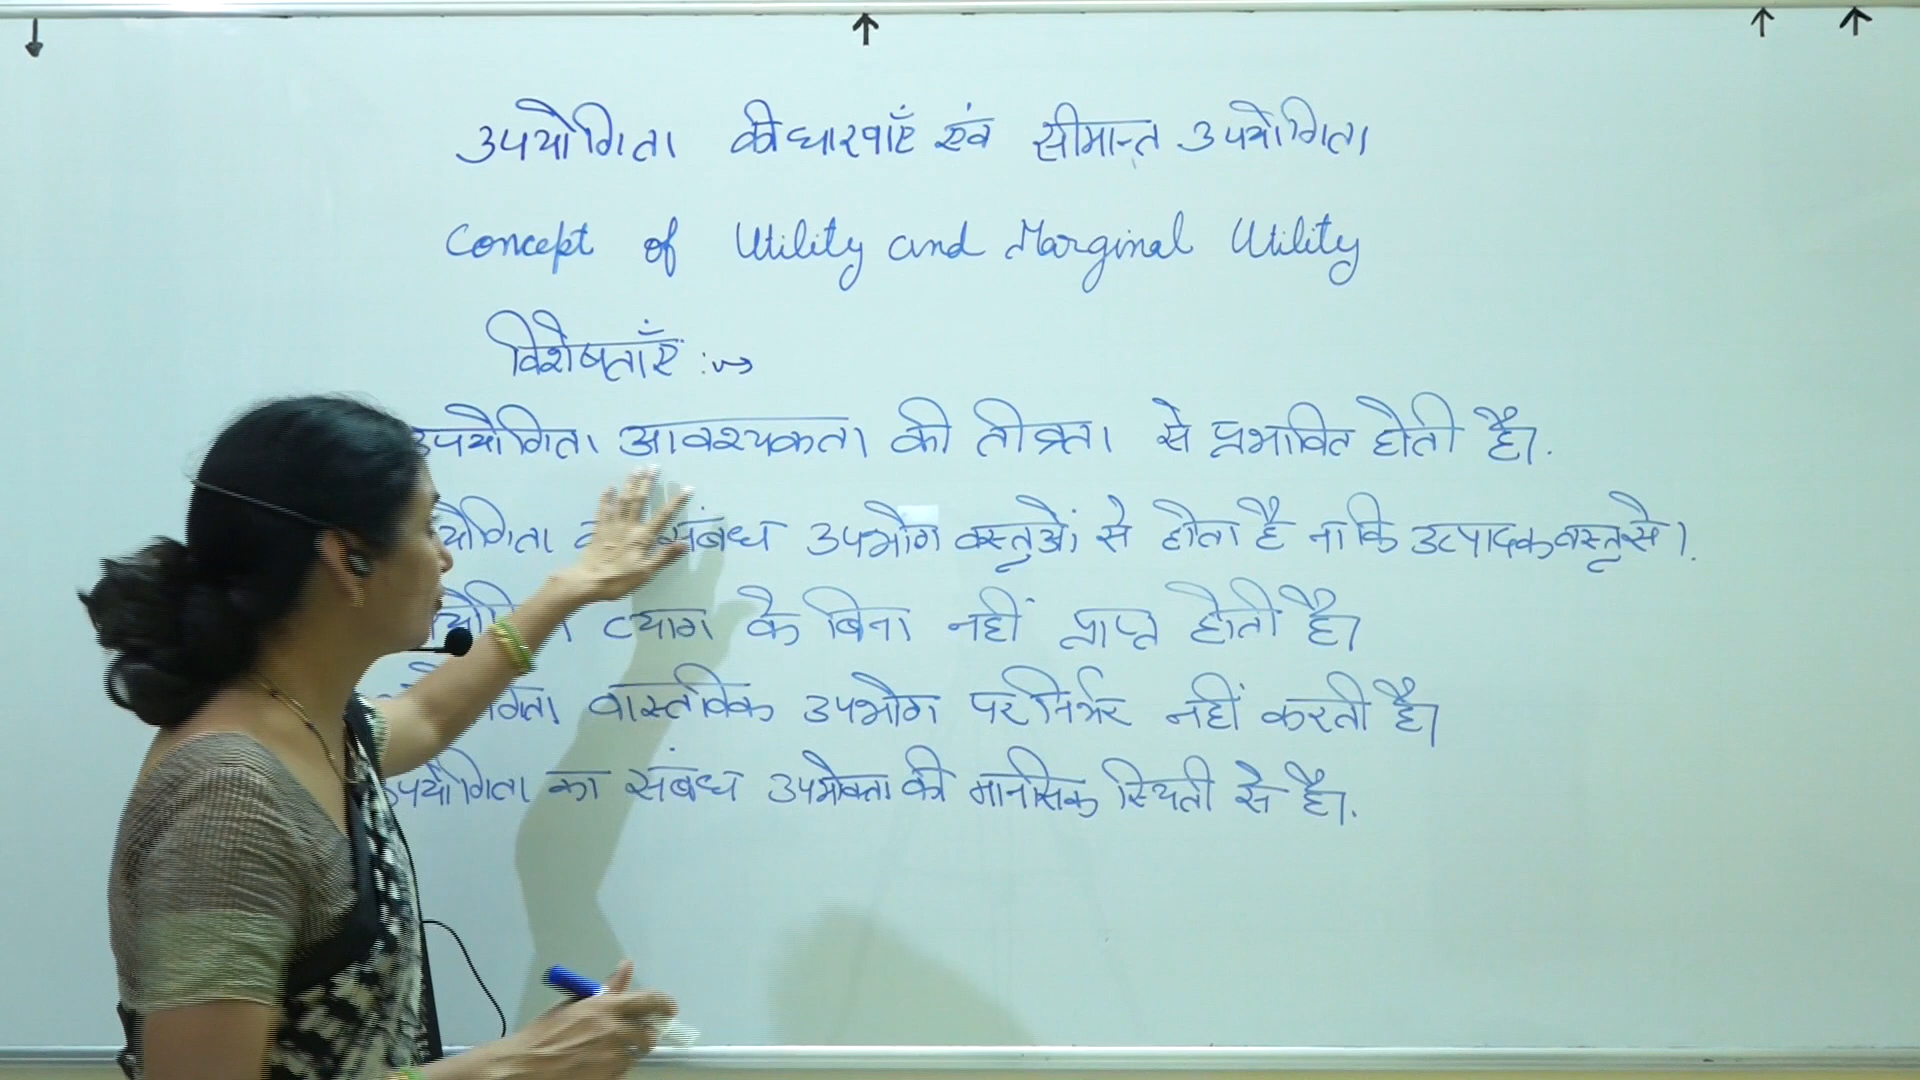 उपयोगिता की धारणाएँ एंव सीमान्त उपयोगिता
Concept of Utility and Marginal Utility
विशेषताएँ :→
उपयोगिता आवश्यकता की तीव्रता से प्रभावित होती है।
संबंध उपभोग वस्तुओं से होता है ना कि उत्पादक वस्तु से।
त्याग के बिना नहीं प्राप्त होती है।
वास्तविक उपभोग पर निर्भर नहीं करती है।
उपयोगिता का संबंध उपभोक्ता की मानसिक स्थिती से है।